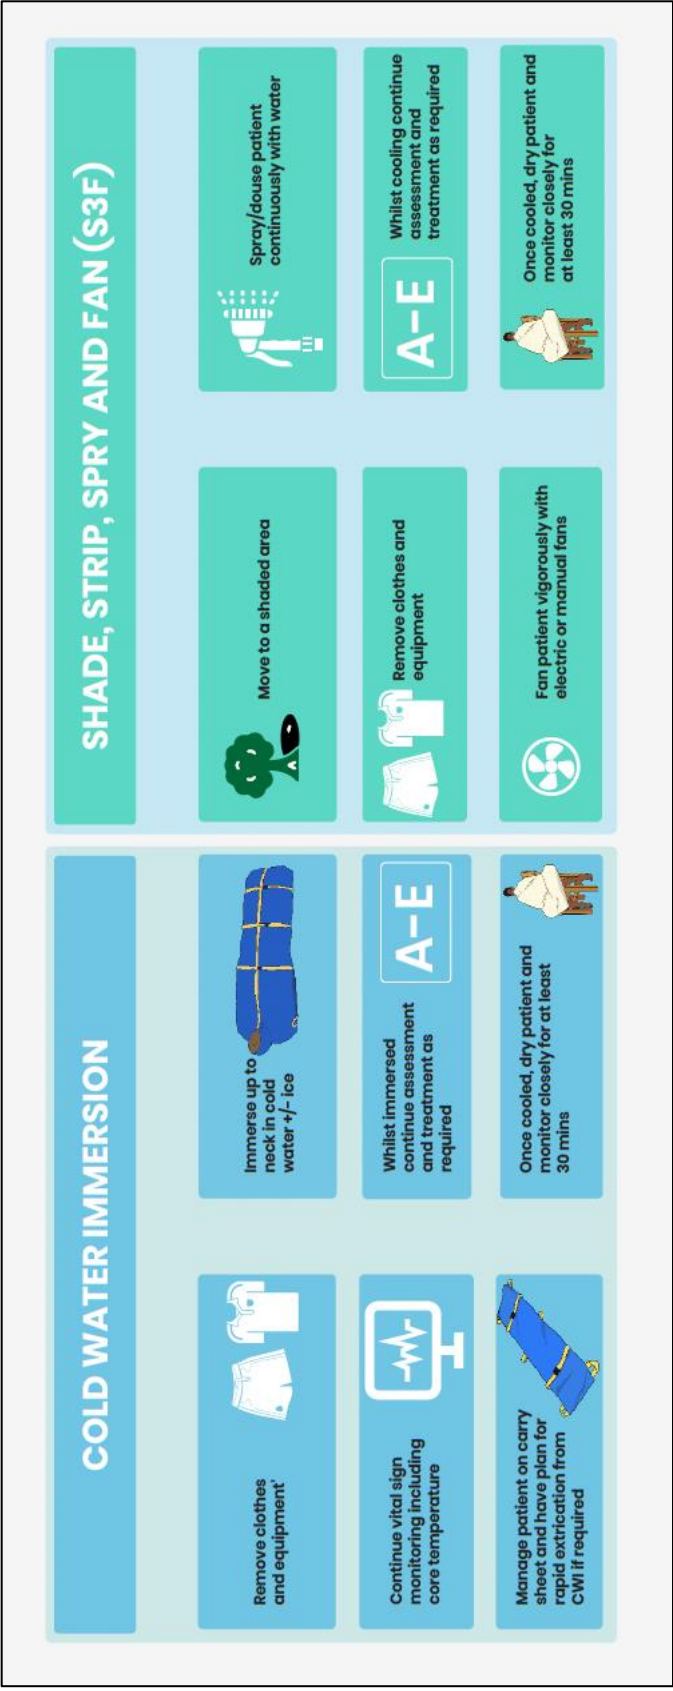 COLD WATER IMMERSION
Remove clothes
and equipment'
Immerse up to
neck in cold
water +/- ice
Continue vital sign
monitoring including
core temperature
Whilst immersed
continue assessment
and treatment as
required
A-E
Manage patient on carry
sheet and have plan for
rapid extrication from
CWI if required
Once cooled, dry patient and
monitor closely for at least
30 mins
SHADE, STRIP, SPRY AND FAN (S3F)
Move to a shaded area
Spray/douse patient
continuously with water
Remove clothes and
equipment
A-E
Whilst cooling continue
assessment and
treatment as required
Fan patient vigorously with
electric or manual fans
Once cooled, dry patient and
monitor closely for
at least 30 mins